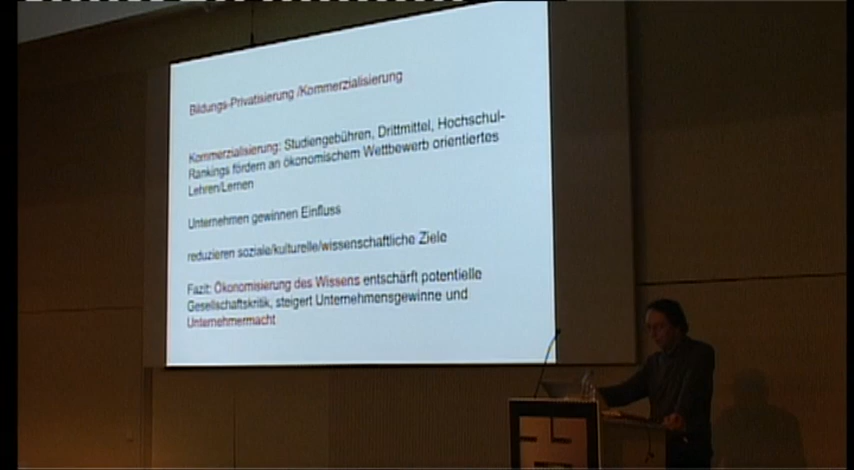 Bildungs-Privatisierung /Kommerzialisierung
Kommerzialisierung: Studiengebühren, Drittmittel, Hochschul-
Rankings fördern an ökonomischem Wettbewerb orientiertes
Lehren/Lernen
Unternehmen gewinnen Einfluss
reduzieren soziale/kulturelle/wissenschaftliche Ziele
Fazit: Ökonomisierung des Wissens entschärft potentielle
Gesellschaftskritik, steigert Unternehmensgewinne und
Unternehmermacht